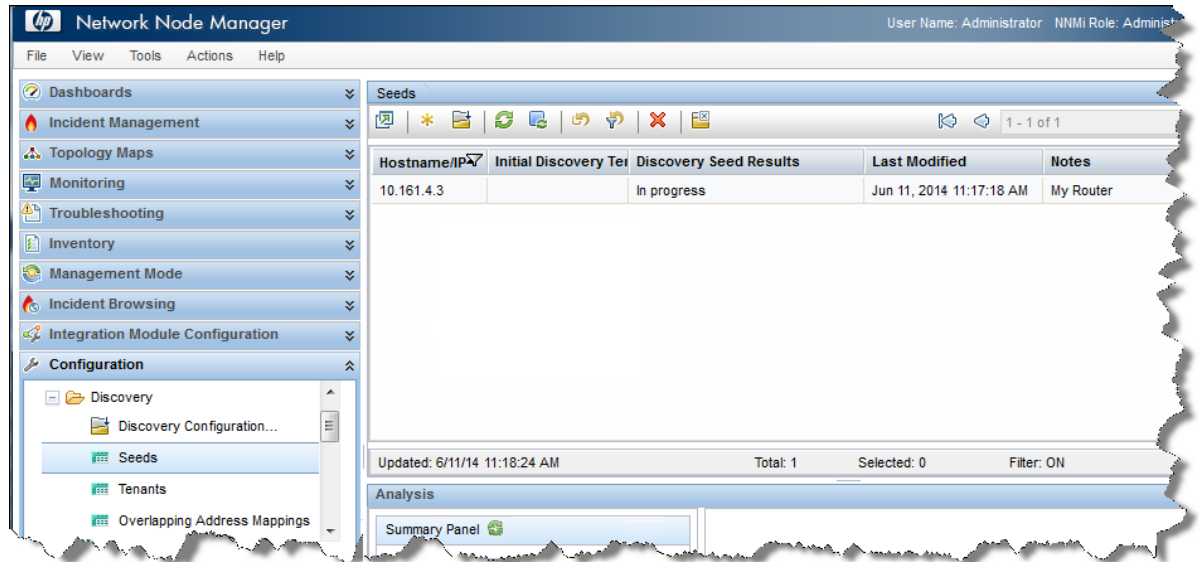 hp Network Node Manager User Name: Administrator NNMi Role:
File View Tools Actions Help
Dashboards
Incident Management
Topology Maps
Monitoring
Troubleshooting
Inventory
Management Mode
Incident Browsing
Integration Module Configuration
Configuration
Discovery
Discovery Configuration...
Seeds
Tenants
Overlapping Address Mappings
Seeds
1 - 1 of 1
Hostname/IP Initial Discovery Ter Discovery Seed Results Last Modified Notes
10.161.4.3 In progress Jun 11, 2014 11:17:18 AM My Router
Updated: 6/11/14 11:18:24 AM Total: 1 Selected: 0 Filter: ON
Analysis
Summary Panel